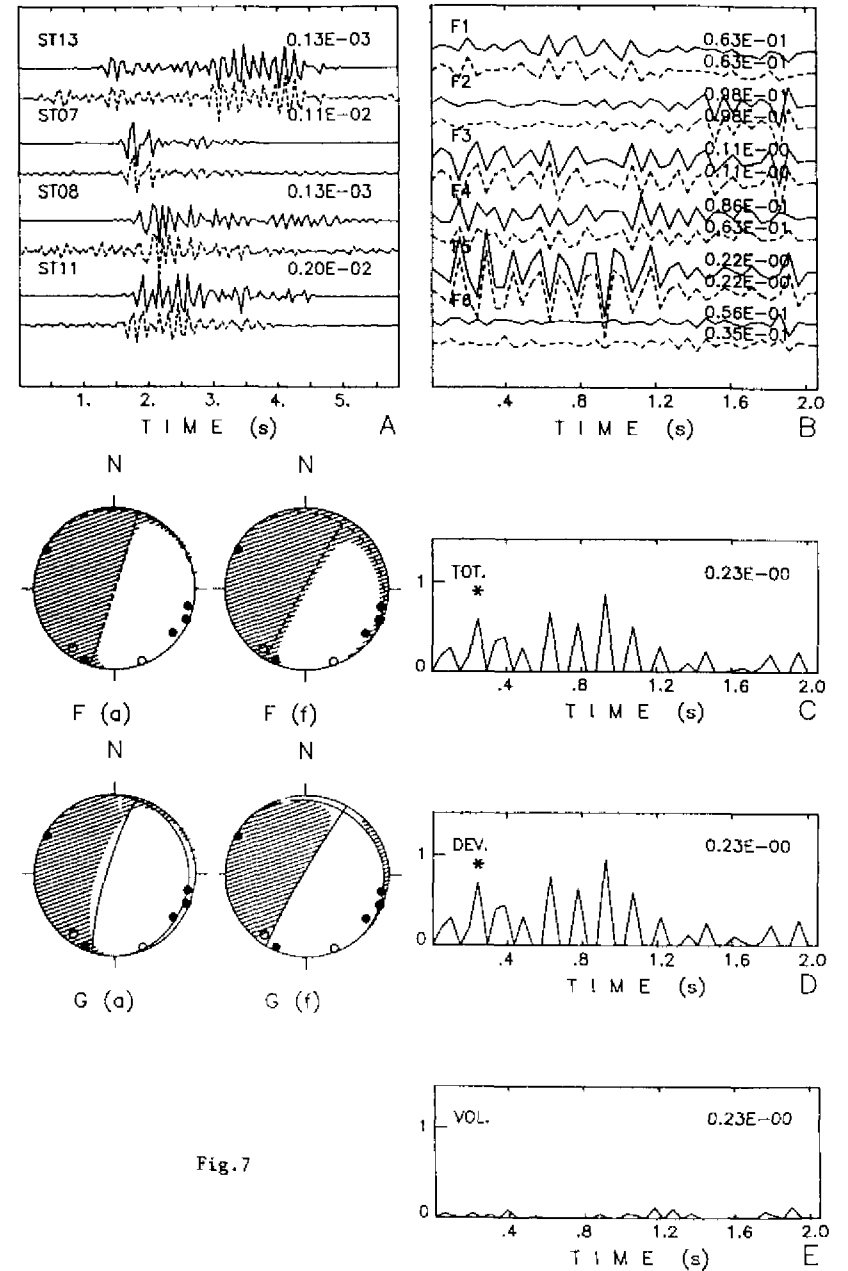 ST13 0.13E-03
ST07 0.11E-02
ST08 0.13E-03
ST11 0.20E-02
1. 2. 3. 4. 5.
TIME (s) A
F1 0.63E-01
0.63E-01
F2 0.98E-01
0.98E-01
F3 0.11E-00
0.11E-00
F4 0.86E-01
0.63E-01
F5 0.22E-00
0.22E-00
F6 0.56E-01
0.35E-01
.4 .8 1.2 1.6 2.0
TIME (s) B
N N
F (a) F (f)
1 TOT. 0.23E-00
*
0
.4 .8 1.2 1.6 2.0
TIME (s) C
N N
G (a) G (f)
1 DEV. 0.23E-00
*
0
.4 .8 1.2 1.6 2.0
TIME (s) D
1 VOL. 0.23E-00
0
.4 .8 1.2 1.6 2.0
TIME (s) E
Fig.7